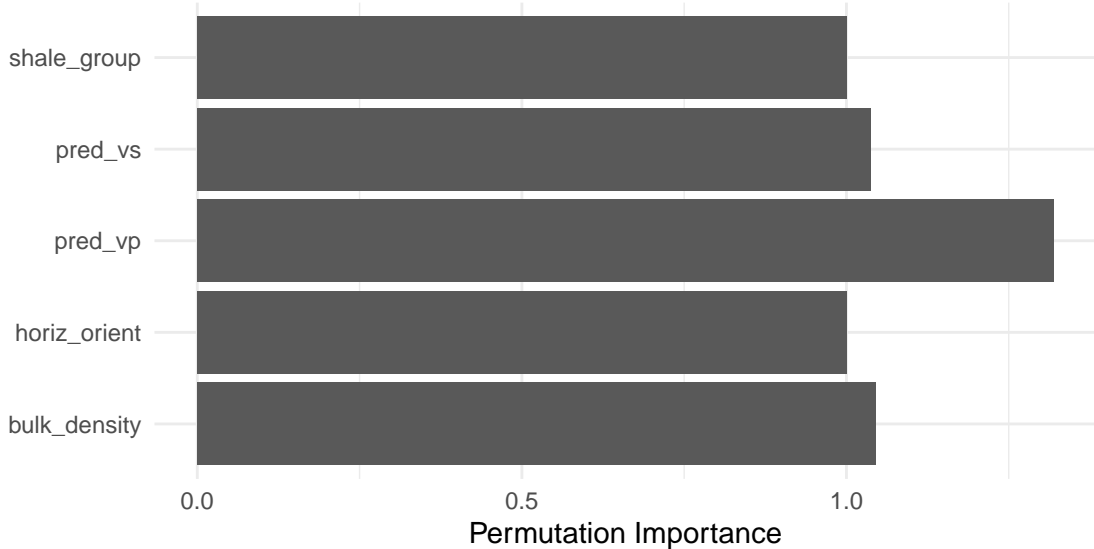 shale_group
pred_vs
pred_vp
horiz_orient
bulk_density
0.0 0.5 1.0
Permutation Importance